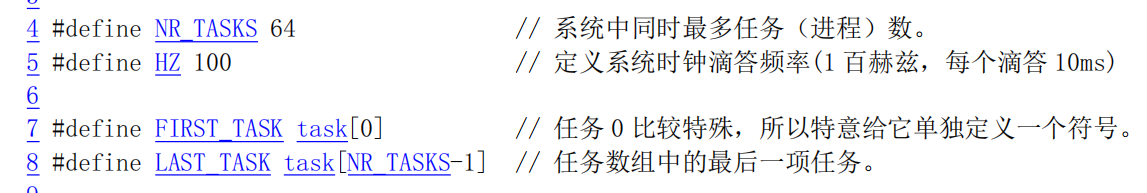 4 #define NR_TASKS 64 // 系统中同时最多任务（进程）数。
5 #define HZ 100 // 定义系统时钟滴答频率(1百赫兹，每个滴答10ms)
6
7 #define FIRST_TASK task[0] // 任务0比较特殊，所以特意给它单独定义一个符号。
8 #define LAST_TASK task[NR_TASKS-1] // 任务数组中的最后一项任务。